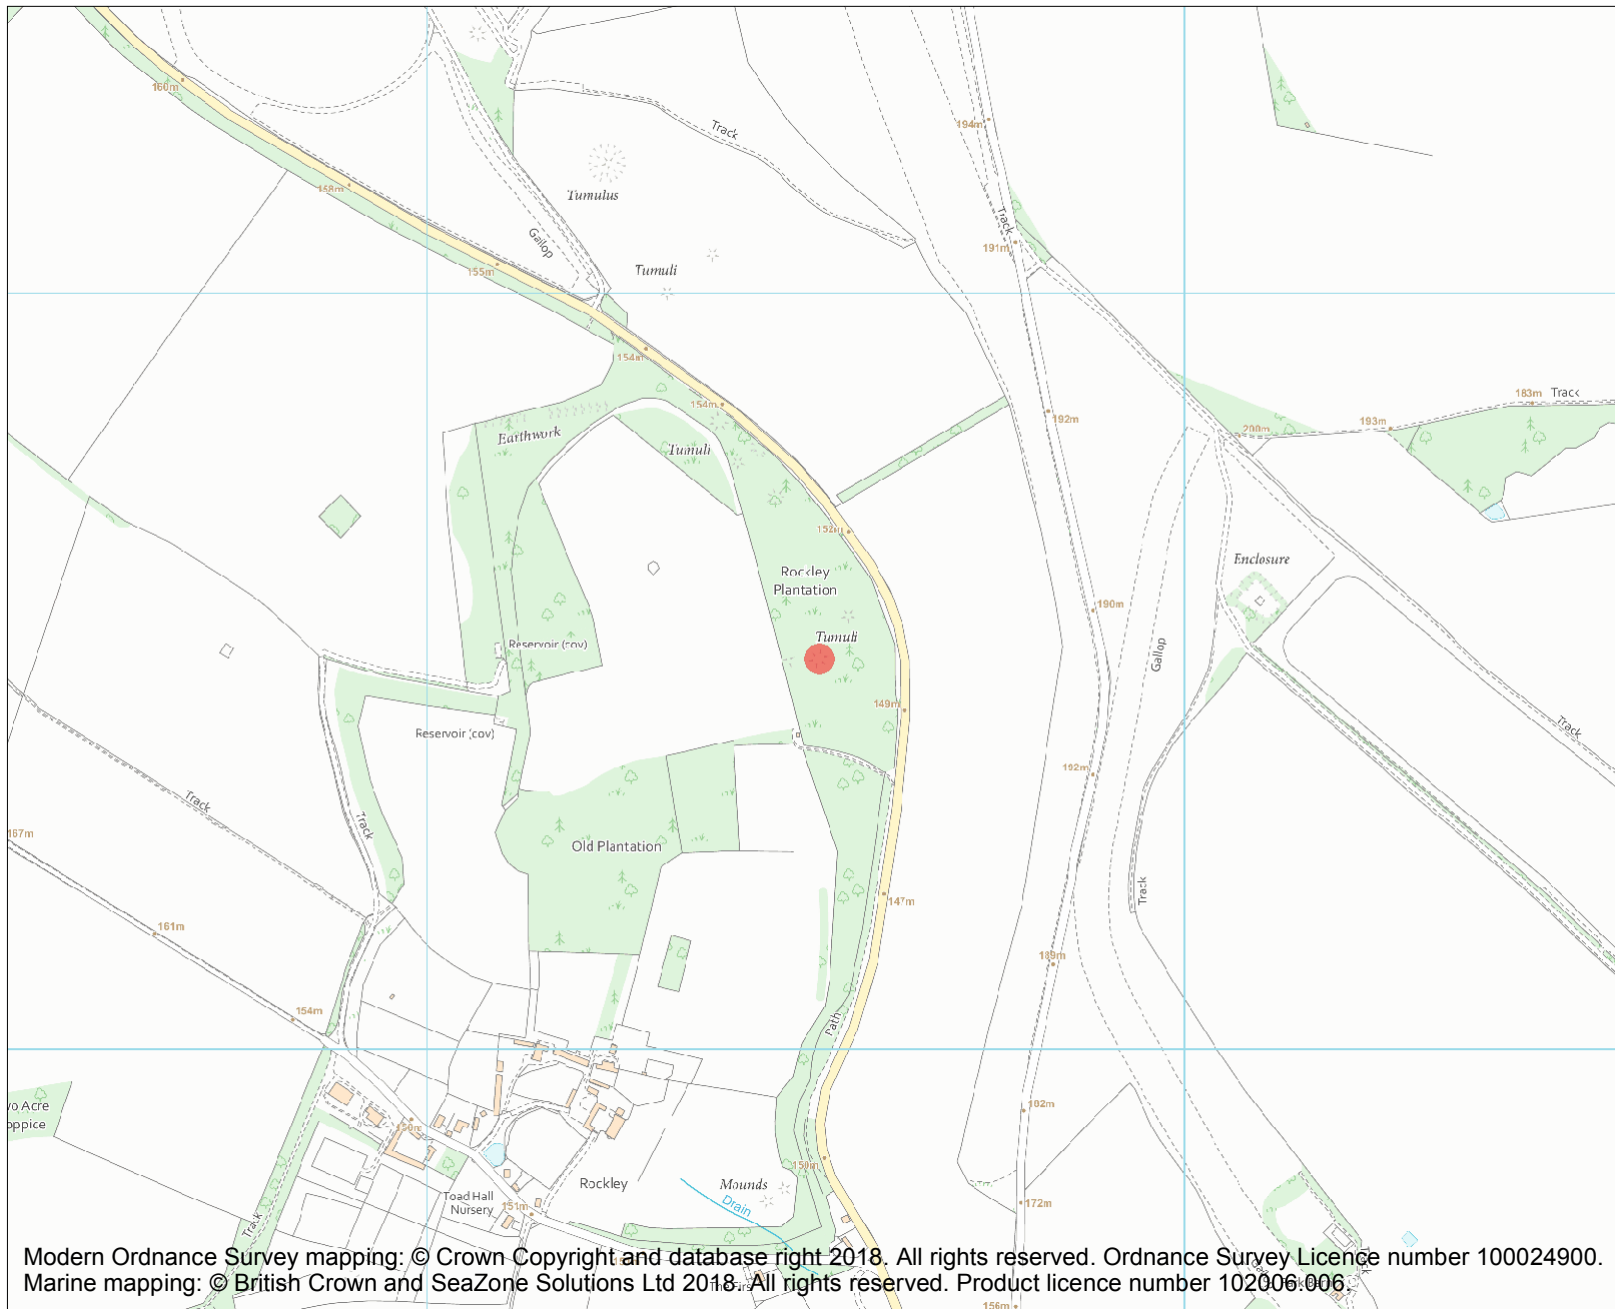 160m
194m
Track
158m
Tumulus
Track
Gallop
191m
155m
Tumuli
154m
154m
192m
183m
Track
193m
200m
Earthwork
Tumuli
152m
Enclosure
Rockley
Plantation
190m
Tumuli
Reservoir (cov)
Gallop
149m
Reservoir (cov)
Track
192m
Track
Track
167m
Old Plantation
147m
Track
161m
189m
154m
Path
182m
150m
150m
Rockley
Mounds
Toad Hall
Nursery
Drain
151m
172m
Track
Modern Ordnance Survey mapping: © Crown Copyright and database right 2018. All rights reserved. Ordnance Survey Licence number 100024900.
Marine mapping: © British Crown and SeaZone Solutions Ltd 2018. All rights reserved. Product licence number 102006.006.
156m